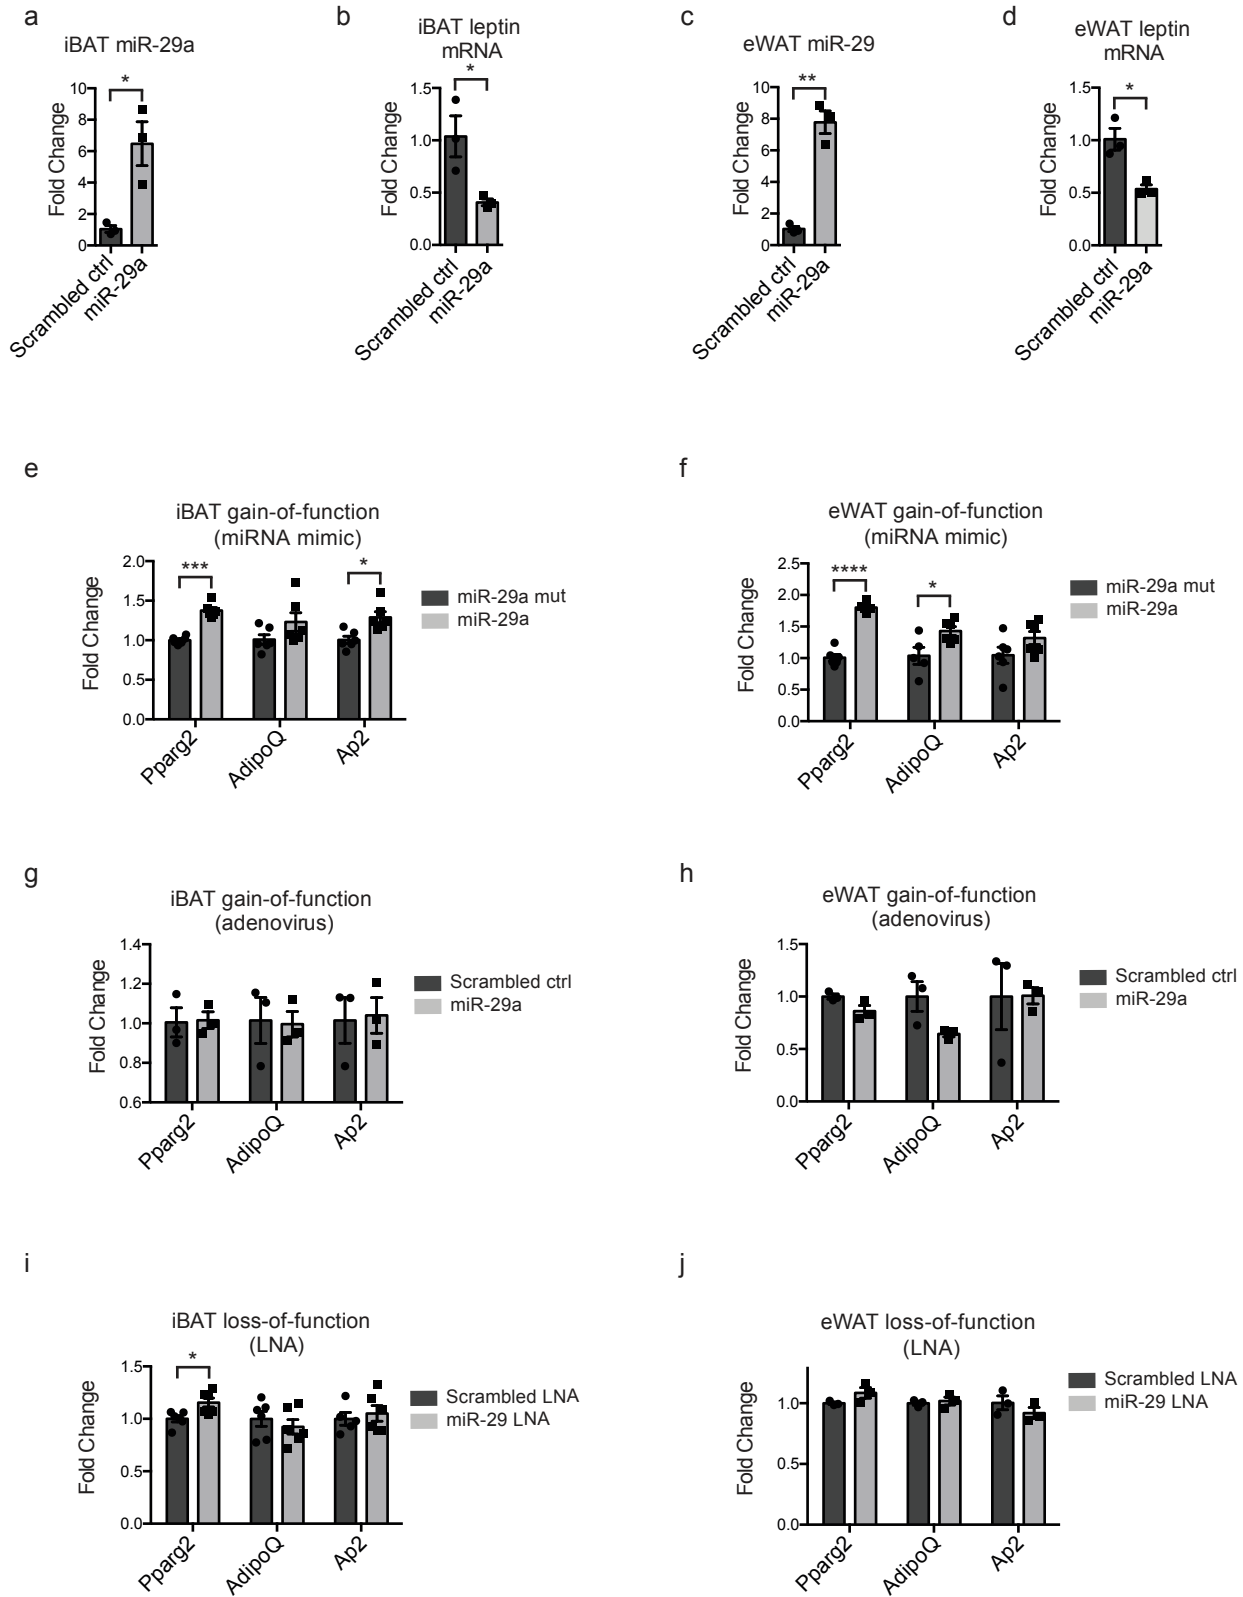 a
iBAT miR-29a
*
10
8
6
4
2
0
Fold Change
Scrambled ctrl
miR-29a
b
iBAT leptin
mRNA
*
1.5
1.0
0.5
0.0
Fold Change
Scrambled ctrl
miR-29a
c
eWAT miR-29
**
10
8
6
4
2
0
Fold Change
Scrambled ctrl
miR-29a
d
eWAT leptin
mRNA
*
1.5
1.0
0.5
0.0
Fold Change
Scrambled ctrl
miR-29a
e
iBAT gain-of-function
(miRNA mimic)
2.0
1.5
1.0
0.5
0.0
Fold Change
***
*
Pparg2
AdipoQ
Ap2
miR-29a mut
miR-29a
f
eWAT gain-of-function
(miRNA mimic)
2.5
2.0
1.5
1.0
0.5
0.0
Fold Change
****
*
Pparg2
AdipoQ
Ap2
miR-29a mut
miR-29a
g
iBAT gain-of-function
(adenovirus)
1.4
1.2
1.0
0.8
0.6
Fold Change
Pparg2
AdipoQ
Ap2
Scrambled ctrl
miR-29a
h
eWAT gain-of-function
(adenovirus)
1.5
1.0
0.5
0.0
Fold Change
Pparg2
AdipoQ
Ap2
Scrambled ctrl
miR-29a
i
iBAT loss-of-function
(LNA)
1.5
1.0
0.5
0.0
Fold Change
*
Pparg2
AdipoQ
Ap2
Scrambled LNA
miR-29 LNA
j
eWAT loss-of-function
(LNA)
1.0
0.5
0.0
Fold Change
Pparg2
AdipoQ
Ap2
Scrambled LNA
miR-29 LNA